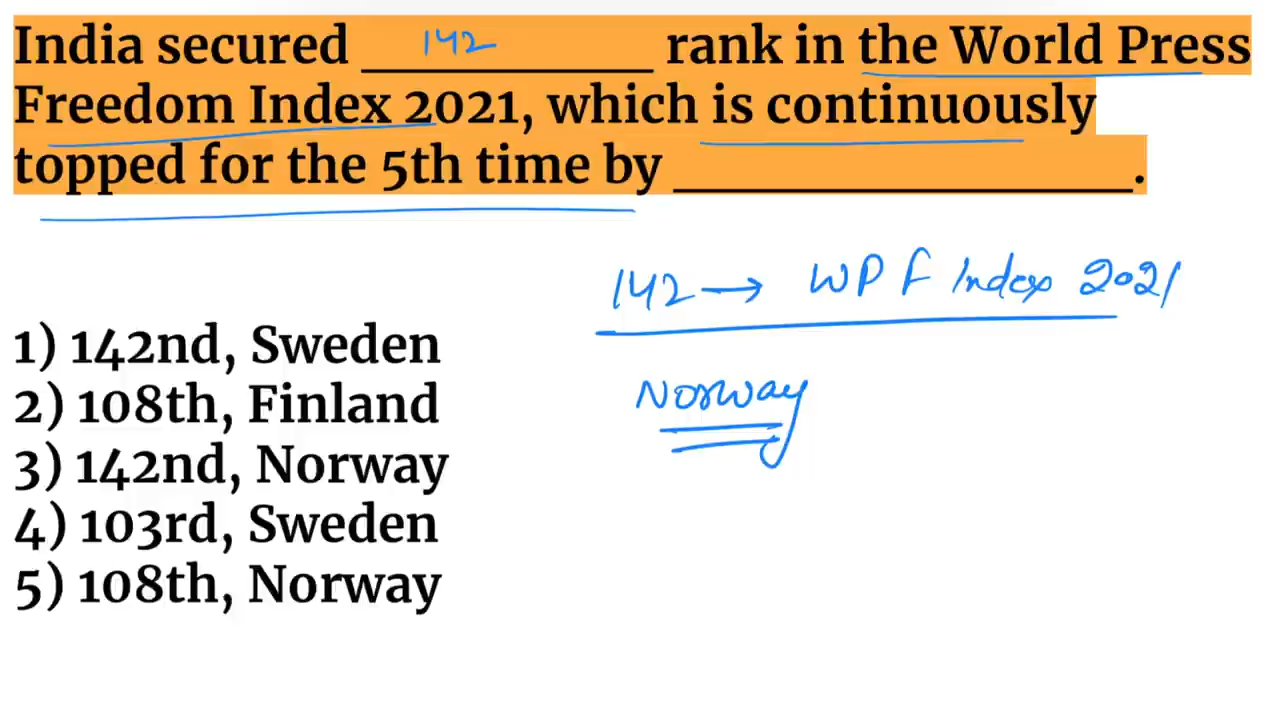 India secured 142 rank in the World Press
Freedom Index 2021, which is continuously
topped for the 5th time by ____________.
142 → WPF Index 2021
Norway
1) 142nd, Sweden
2) 108th, Finland
3) 142nd, Norway
4) 103rd, Sweden
5) 108th, Norway